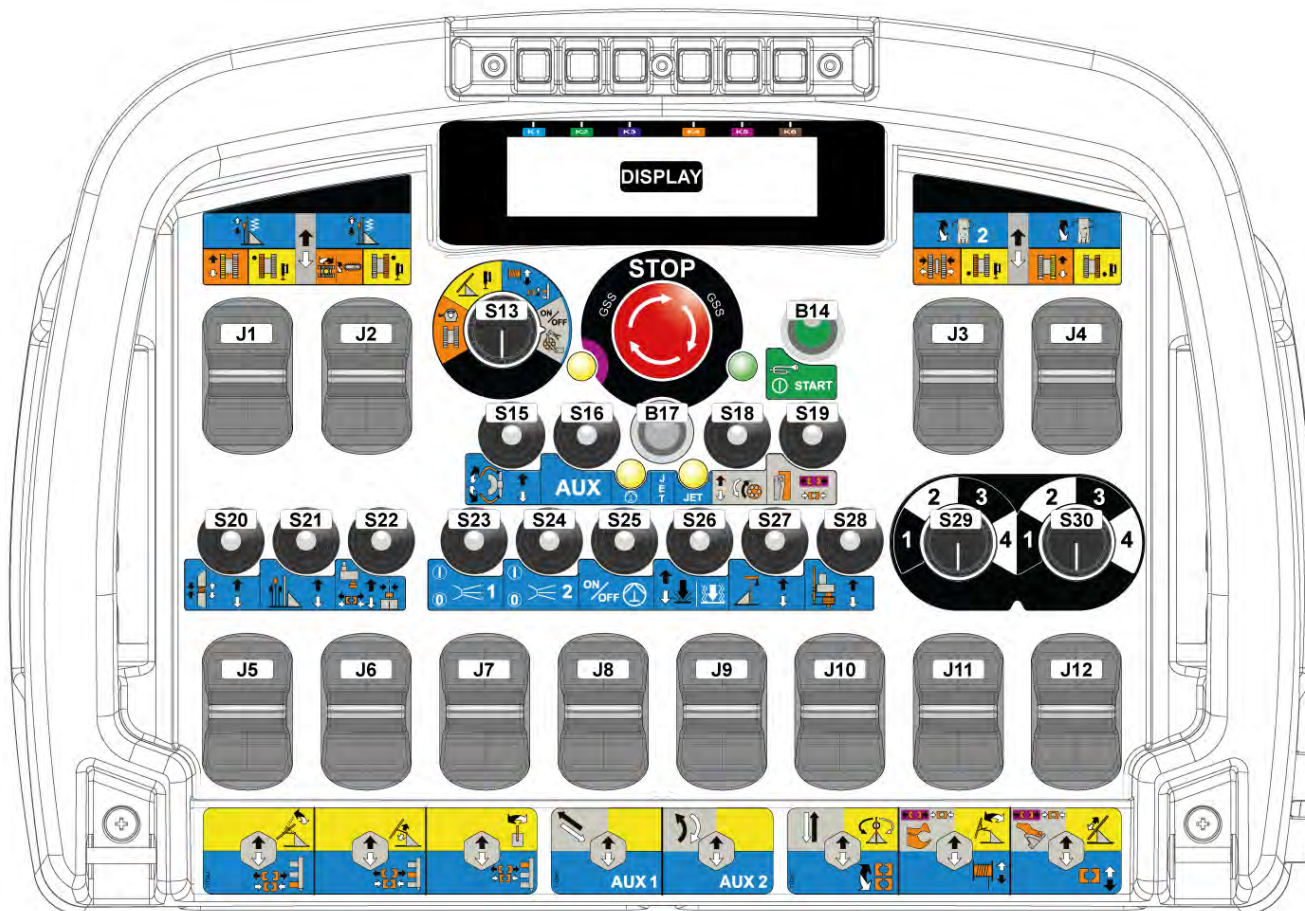 K1 K2 K3 K4 K5 K6
DISPLAY
2
STOP
GSS GSS
S13
ON/OFF
B14
START
J1 J2 J3 J4
S15 S16 B17 S18 S19
AUX
JET
JET
S20 S21 S22 S23 S24 S25 S26 S27 S28 S29 S30
1 2 3 4 1 2 3 4
I
0
1
I
0
2
ON/OFF
J5 J6 J7 J8 J9 J10 J11 J12
AUX 1
AUX 2